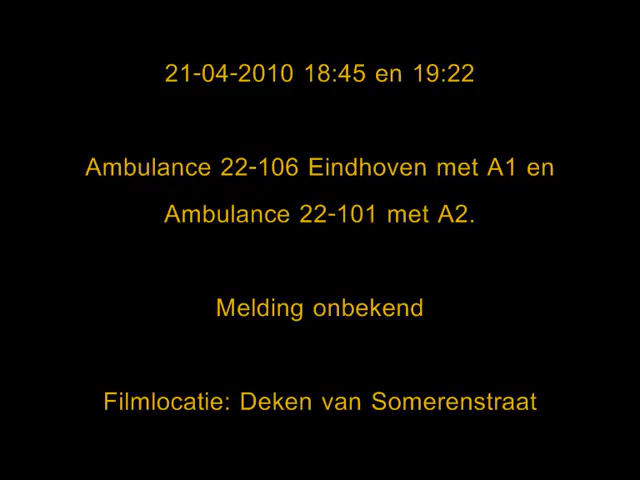 21-04-2010 18:45 en 19:22
Ambulance 22-106 Eindhoven met A1 en
Ambulance 22-101 met A2.
Melding onbekend
Filmlocatie: Deken van Somerenstraat